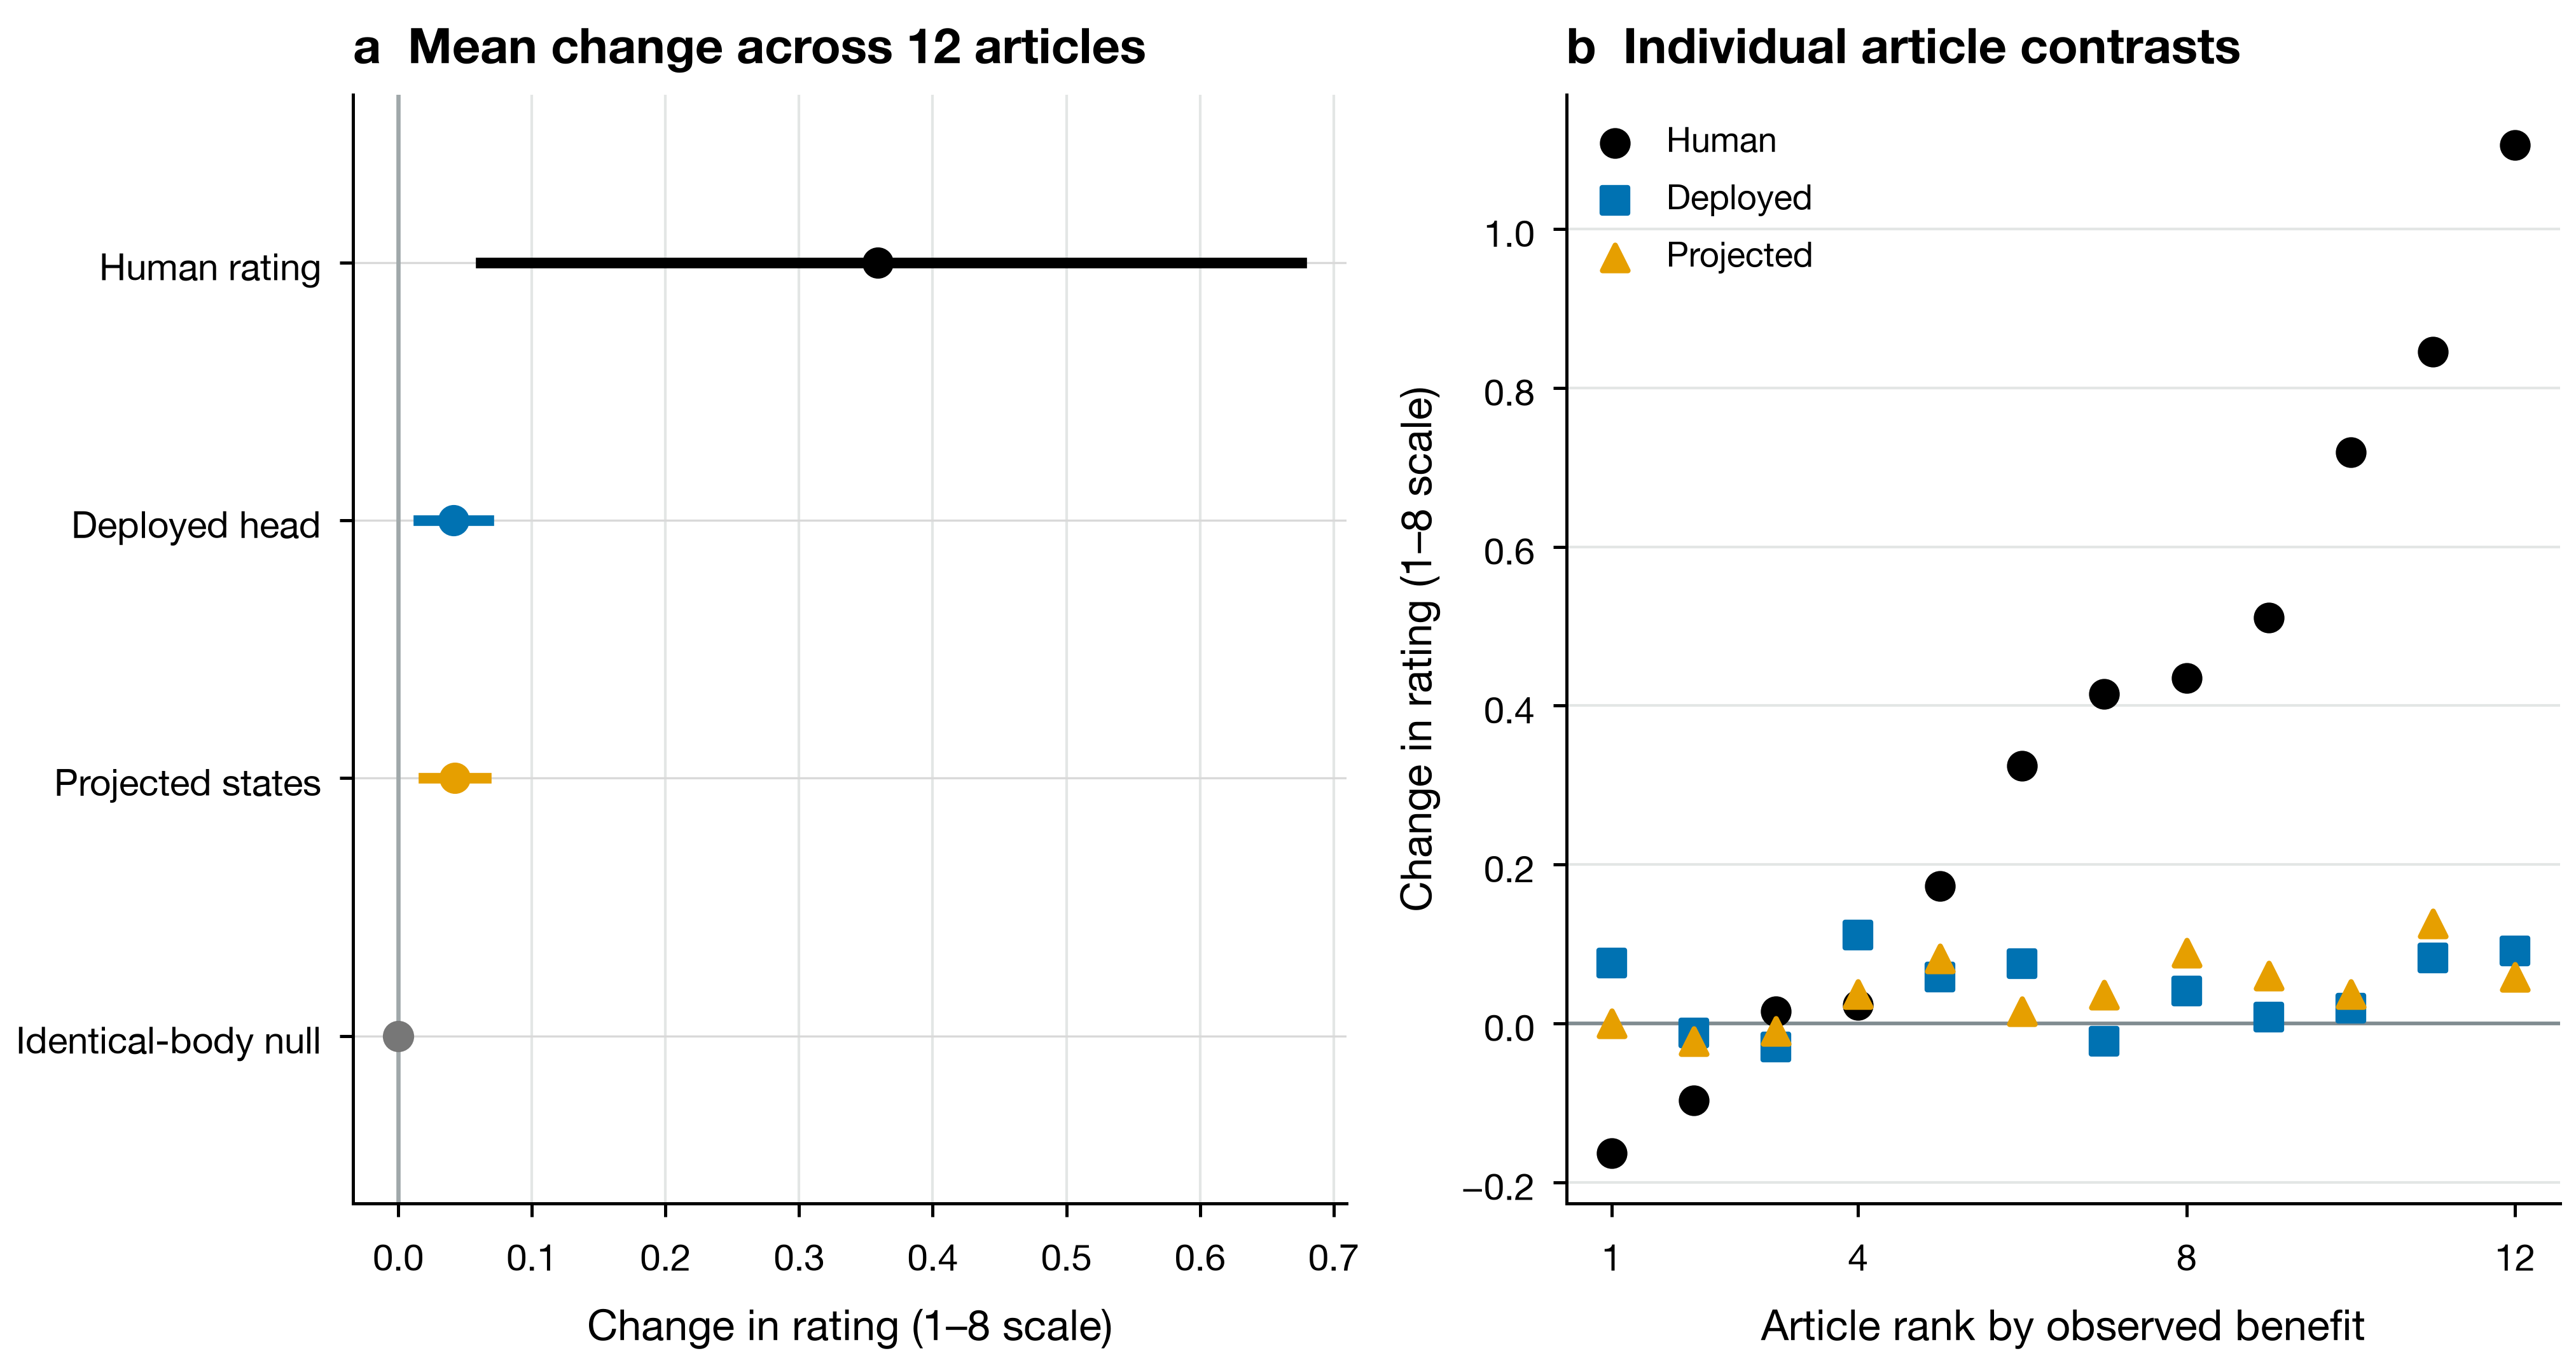 a Mean change across 12 articles
Human rating
Deployed head
Projected states
Identical-body null
0.0 0.1 0.2 0.3 0.4 0.5 0.6 0.7
Change in rating (1–8 scale)
b Individual article contrasts
Human
Deployed
Projected
Change in rating (1–8 scale)
1.0
0.8
0.6
0.4
0.2
0.0
−0.2
1 4 8 12
Article rank by observed benefit